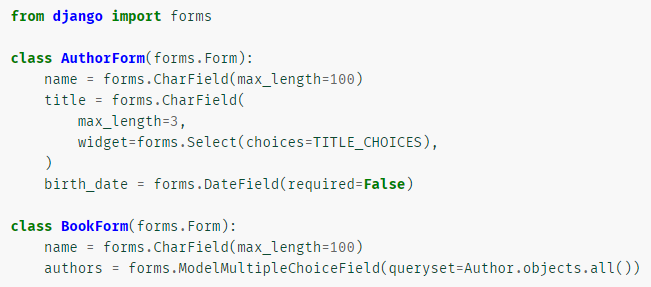 from django import forms

class AuthorForm(forms.Form):
    name = forms.CharField(max_length=100)
    title = forms.CharField(
        max_length=3,
        widget=forms.Select(choices=TITLE_CHOICES),
    )
    birth_date = forms.DateField(required=False)

class BookForm(forms.Form):
    name = forms.CharField(max_length=100)
    authors = forms.ModelMultipleChoiceField(queryset=Author.objects.all())